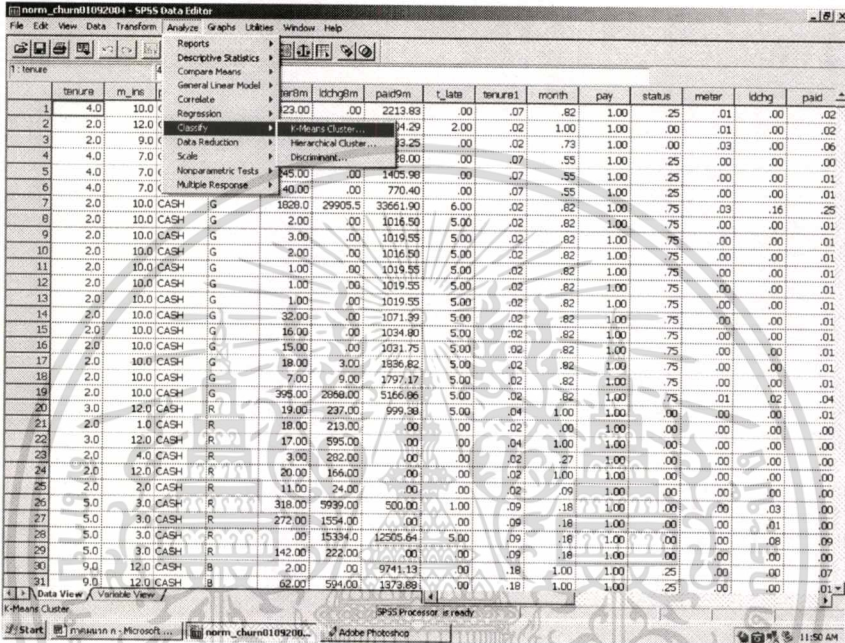 norm_churn01092004 - SPSS Data Editor
File Edit View Data Transform Analyze Graphs Utilities Window Help
1 : tenure
Reports
Descriptive Statistics
Compare Means
General Linear Model
Correlate
Regression
Classify
Data Reduction
Scale
Nonparametric Tests
Multiple Response
K-Means Cluster...
Hierarchical Cluster...
Discriminant...
tenure m_ins ldchg8m paid9m t_late tenure1 month pay status meter ldchg paid
1 4.0 10.0 323.00 .00 2213.83 .00 .07 .82 1.00 .25 .01 .00 .02
2 2.0 12.0 2.00 .02 1.00 1.00 .00 .01 .00 .02
3 2.0 9.0 .00 .02 .73 1.00 .00 .03 .00 .06
4 4.0 7.0 .00 .07 .55 1.00 .25 .00 .00 .00
5 4.0 7.0 245.00 .00 1405.98 .00 .07 .55 1.00 .25 .00 .00 .01
6 4.0 7.0 40.00 .00 770.40 .00 .07 .55 1.00 .25 .00 .00 .01
7 2.0 10.0 CASH G 1828.0 29905.5 33661.90 6.00 .02 .82 1.00 .75 .03 .16 .25
8 2.0 10.0 CASH G 2.00 .00 1016.50 5.00 .02 .82 1.00 .75 .00 .00 .01
9 2.0 10.0 CASH G 3.00 .00 1019.55 5.00 .02 .82 1.00 .75 .00 .00 .01
10 2.0 10.0 CASH G 2.00 .00 1016.50 5.00 .02 .82 1.00 .75 .00 .00 .01
11 2.0 10.0 CASH G 1.00 .00 1019.55 5.00 .02 .82 1.00 .75 .00 .00 .01
12 2.0 10.0 CASH G 1.00 .00 1019.55 5.00 .02 .82 1.00 .75 .00 .00 .01
13 2.0 10.0 CASH G 1.00 .00 1019.55 5.00 .02 .82 1.00 .75 .00 .00 .01
14 2.0 10.0 CASH G 32.00 .00 1071.39 5.00 .02 .82 1.00 .75 .00 .00 .01
15 2.0 10.0 CASH G 16.00 .00 1034.80 5.00 .02 .82 1.00 .75 .00 .00 .01
16 2.0 10.0 CASH G 15.00 .00 1031.75 5.00 .02 .82 1.00 .75 .00 .00 .01
17 2.0 10.0 CASH G 18.00 3.00 1836.82 5.00 .02 .82 1.00 .75 .00 .00 .01
18 2.0 10.0 CASH G 7.00 9.00 1797.17 5.00 .02 .82 1.00 .75 .00 .00 .01
19 2.0 10.0 CASH G 395.00 2868.00 5166.86 5.00 .02 .82 1.00 .75 .01 .02 .04
20 3.0 12.0 CASH R 19.00 237.00 999.38 5.00 .04 1.00 1.00 .00 .00 .00 .01
21 2.0 1.0 CASH R 18.00 213.00 .00 .00 .02 .00 1.00 .00 .00 .00 .00
22 3.0 12.0 CASH R 17.00 595.00 .00 .00 .04 1.00 1.00 .00 .00 .00 .00
23 2.0 4.0 CASH R 3.00 282.00 .00 .00 .02 .27 1.00 .00 .00 .00 .00
24 2.0 12.0 CASH R 20.00 166.00 .00 .00 .02 1.00 1.00 .00 .00 .00 .00
25 2.0 2.0 CASH R 11.00 24.00 .00 .00 .02 .09 1.00 .00 .00 .00 .00
26 5.0 3.0 CASH R 318.00 5939.00 500.00 1.00 .09 .18 1.00 .00 .00 .03 .00
27 5.0 3.0 CASH R 272.00 1554.00 .00 .00 .09 .18 1.00 .00 .00 .01 .00
28 5.0 3.0 CASH R .00 15334.0 12505.64 5.00 .09 .18 1.00 .00 .00 .08 .09
29 5.0 3.0 CASH R 142.00 222.00 .00 .00 .09 .18 1.00 .00 .00 .00 .00
30 9.0 12.0 CASH B 2.00 .00 9741.13 .00 .18 1.00 1.00 .25 .00 .00 .07
31 9.0 12.0 CASH B 62.00 594.00 1373.89 .00 .18 1.00 1.00 .25 .00 .00 .01
Data View Variable View
K-Means Cluster
SPSS Processor is ready
Start ภาคผนวก ก - Microsoft ... norm_churn0109200... Adobe Photoshop 11:50 AM